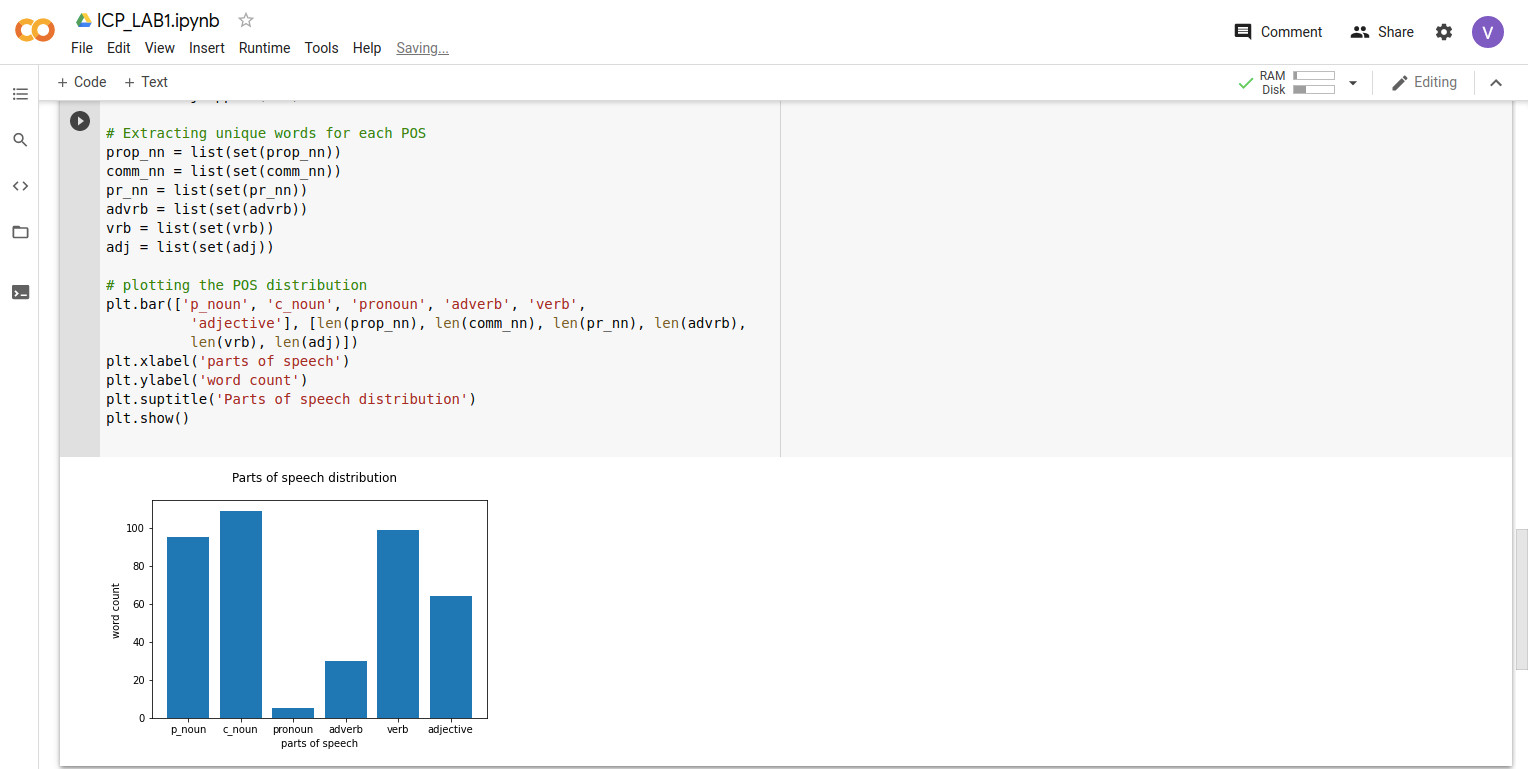 ICP_LAB1.ipynb
File Edit View Insert Runtime Tools Help Saving...
Comment Share V
+ Code + Text
RAM
Disk
Editing
# Extracting unique words for each POS
prop_nn = list(set(prop_nn))
comm_nn = list(set(comm_nn))
pr_nn = list(set(pr_nn))
advrb = list(set(advrb))
vrb = list(set(vrb))
adj = list(set(adj))
# plotting the POS distribution
plt.bar(['p_noun', 'c_noun', 'pronoun', 'adverb', 'verb',
'adjective'], [len(prop_nn), len(comm_nn), len(pr_nn), len(advrb),
len(vrb), len(adj)])
plt.xlabel('parts of speech')
plt.ylabel('word count')
plt.suptitle('Parts of speech distribution')
plt.show()
Parts of speech distribution
100
80
60
40
20
0
word count
p_noun c_noun pronoun adverb verb adjective
parts of speech